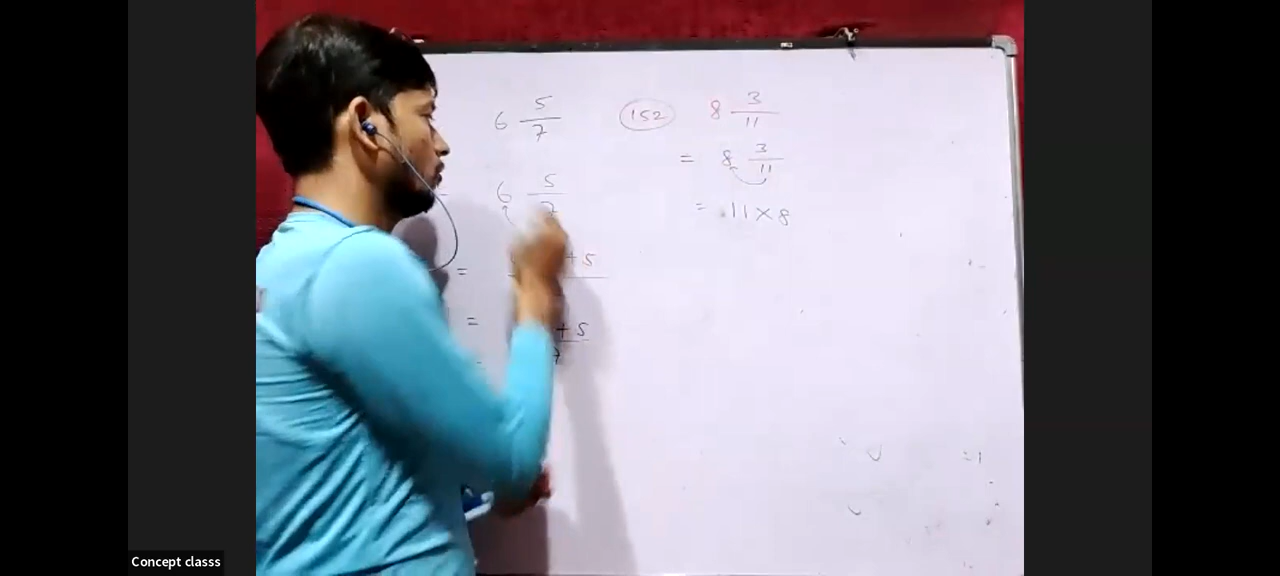 6 5/7
6 5/7
=
+ 5
=
+ 5
7
152 8 3/11
= 8 3/11
= 11 × 8
Concept classs